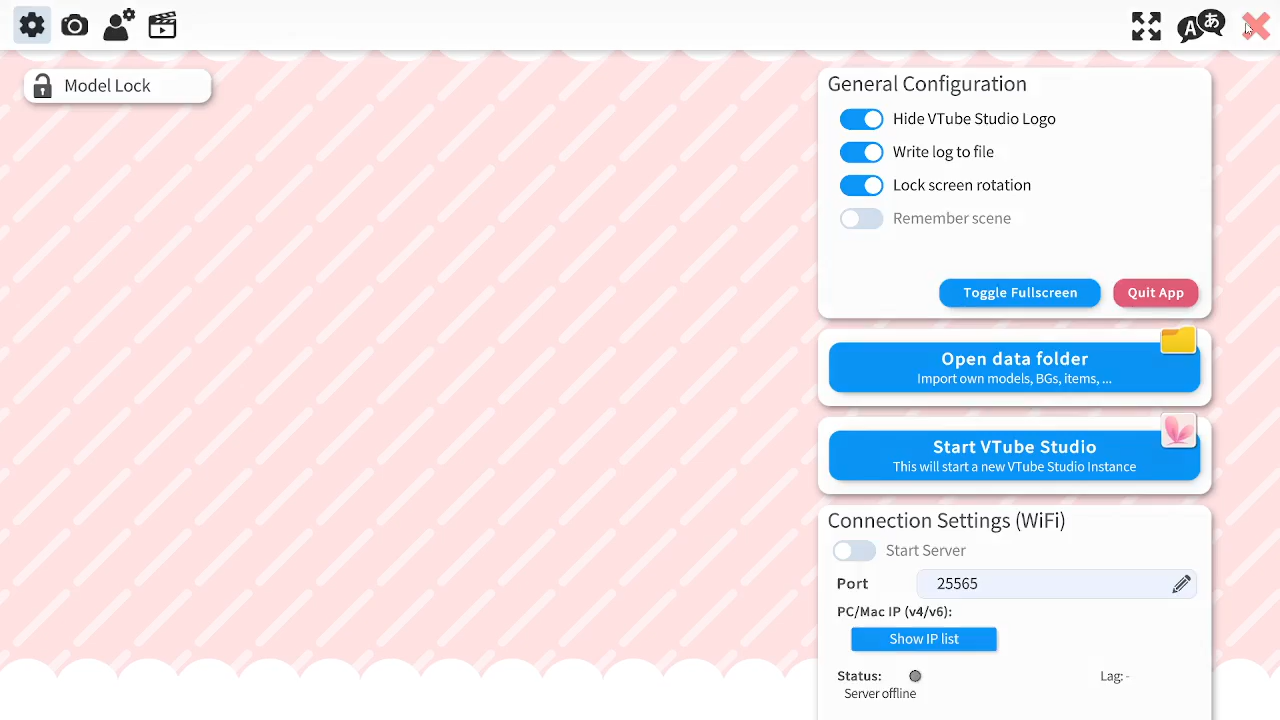 Model Lock
General Configuration
Hide VTube Studio Logo
Write log to file
Lock screen rotation
Remember scene
Toggle Fullscreen
Quit App
Open data folder
Import own models, BGs, items, ...
Start VTube Studio
This will start a new VTube Studio Instance
Connection Settings (WiFi)
Start Server
Port 25565
PC/Mac IP (v4/v6):
Show IP list
Status: Lag: -
Server offline
A あ